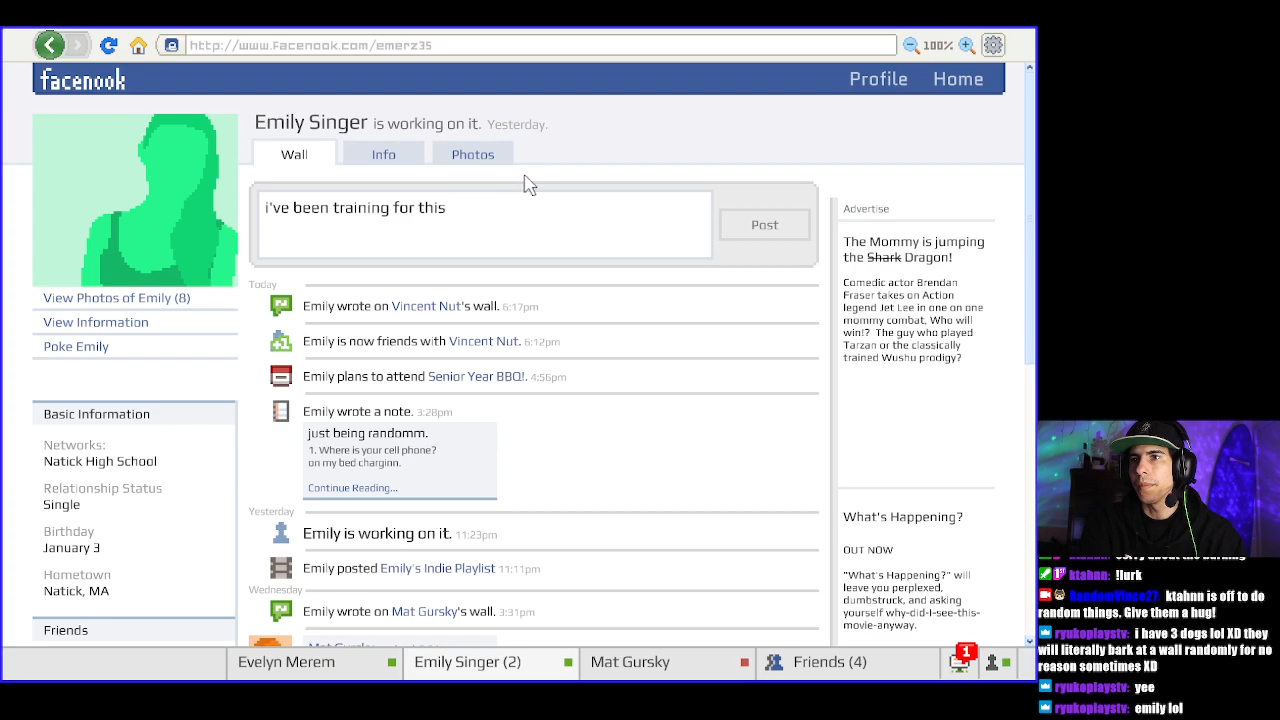 http://www.facenook.com/emerz35
100%
facenook
Profile Home
Emily Singer is working on it. Yesterday.
Wall Info Photos
i've been training for this
Post
View Photos of Emily (8)
View Information
Poke Emily
Basic Information
Networks:
Natick High School
Relationship Status
Single
Birthday
January 3
Hometown
Natick, MA
Friends
Today
Emily wrote on Vincent Nut's wall. 6:17pm
Emily is now friends with Vincent Nut. 6:12pm
Emily plans to attend Senior Year BBQ!. 4:56pm
Emily wrote a note. 3:28pm
just being randomm.
1. Where is your cell phone?
on my bed charginn.
Continue Reading...
Yesterday
Emily is working on it. 11:23pm
Emily posted Emily's Indie Playlist 11:11pm
Wednesday
Emily wrote on Mat Gursky's wall. 3:31pm
Mat Gursky
Advertise
The Mommy is jumping
the Shark Dragon!
Comedic actor Brendan
Fraser takes on Action
legend Jet Lee in one on one
mommy combat. Who will
win!? The guy who played
Tarzan or the classically
trained Wushu prodigy?
What's Happening?
OUT NOW
"What's Happening?" will
leave you perplexed,
dumbstruck, and asking
yourself why-did-I-see-this-
movie-anyway.
Evelyn Merem
Emily Singer (2)
Mat Gursky
Friends (4)
1
ktahnn: !lurk
RandomVince27: ktahnn is off to do
random things. Give them a hug!
ryukoplaystv: i have 3 dogs lol XD they
will literally bark at a wall randomly for no
reason sometimes XD
ryukoplaystv: yee
ryukoplaystv: emily lol